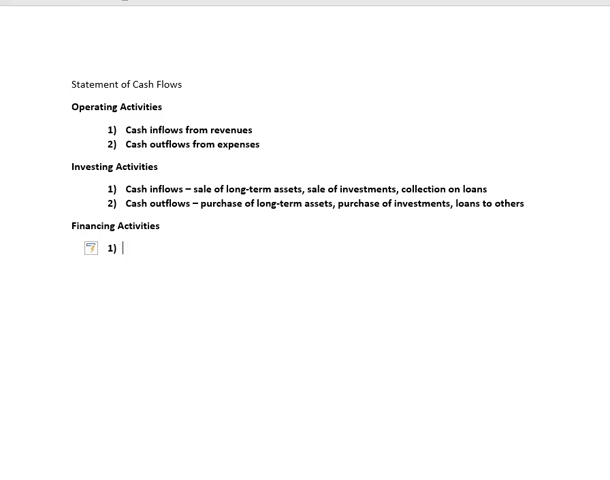 Statement of Cash Flows
Operating Activities
1) Cash inflows from revenues
2) Cash outflows from expenses
Investing Activities
1) Cash inflows – sale of long-term assets, sale of investments, collection on loans
2) Cash outflows – purchase of long-term assets, purchase of investments, loans to others
Financing Activities
1)